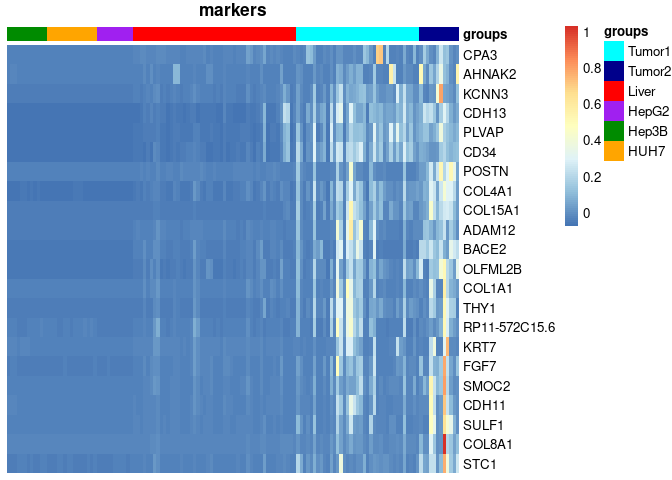 markers
groups
CPA3
AHNAK2
KCNN3
CDH13
PLVAP
CD34
POSTN
COL4A1
COL15A1
ADAM12
BACE2
OLFML2B
COL1A1
THY1
RP11-572C15.6
KRT7
FGF7
SMOC2
CDH11
SULF1
COL8A1
STC1
1
0.8
0.6
0.4
0.2
0
groups
Tumor1
Tumor2
Liver
HepG2
Hep3B
HUH7